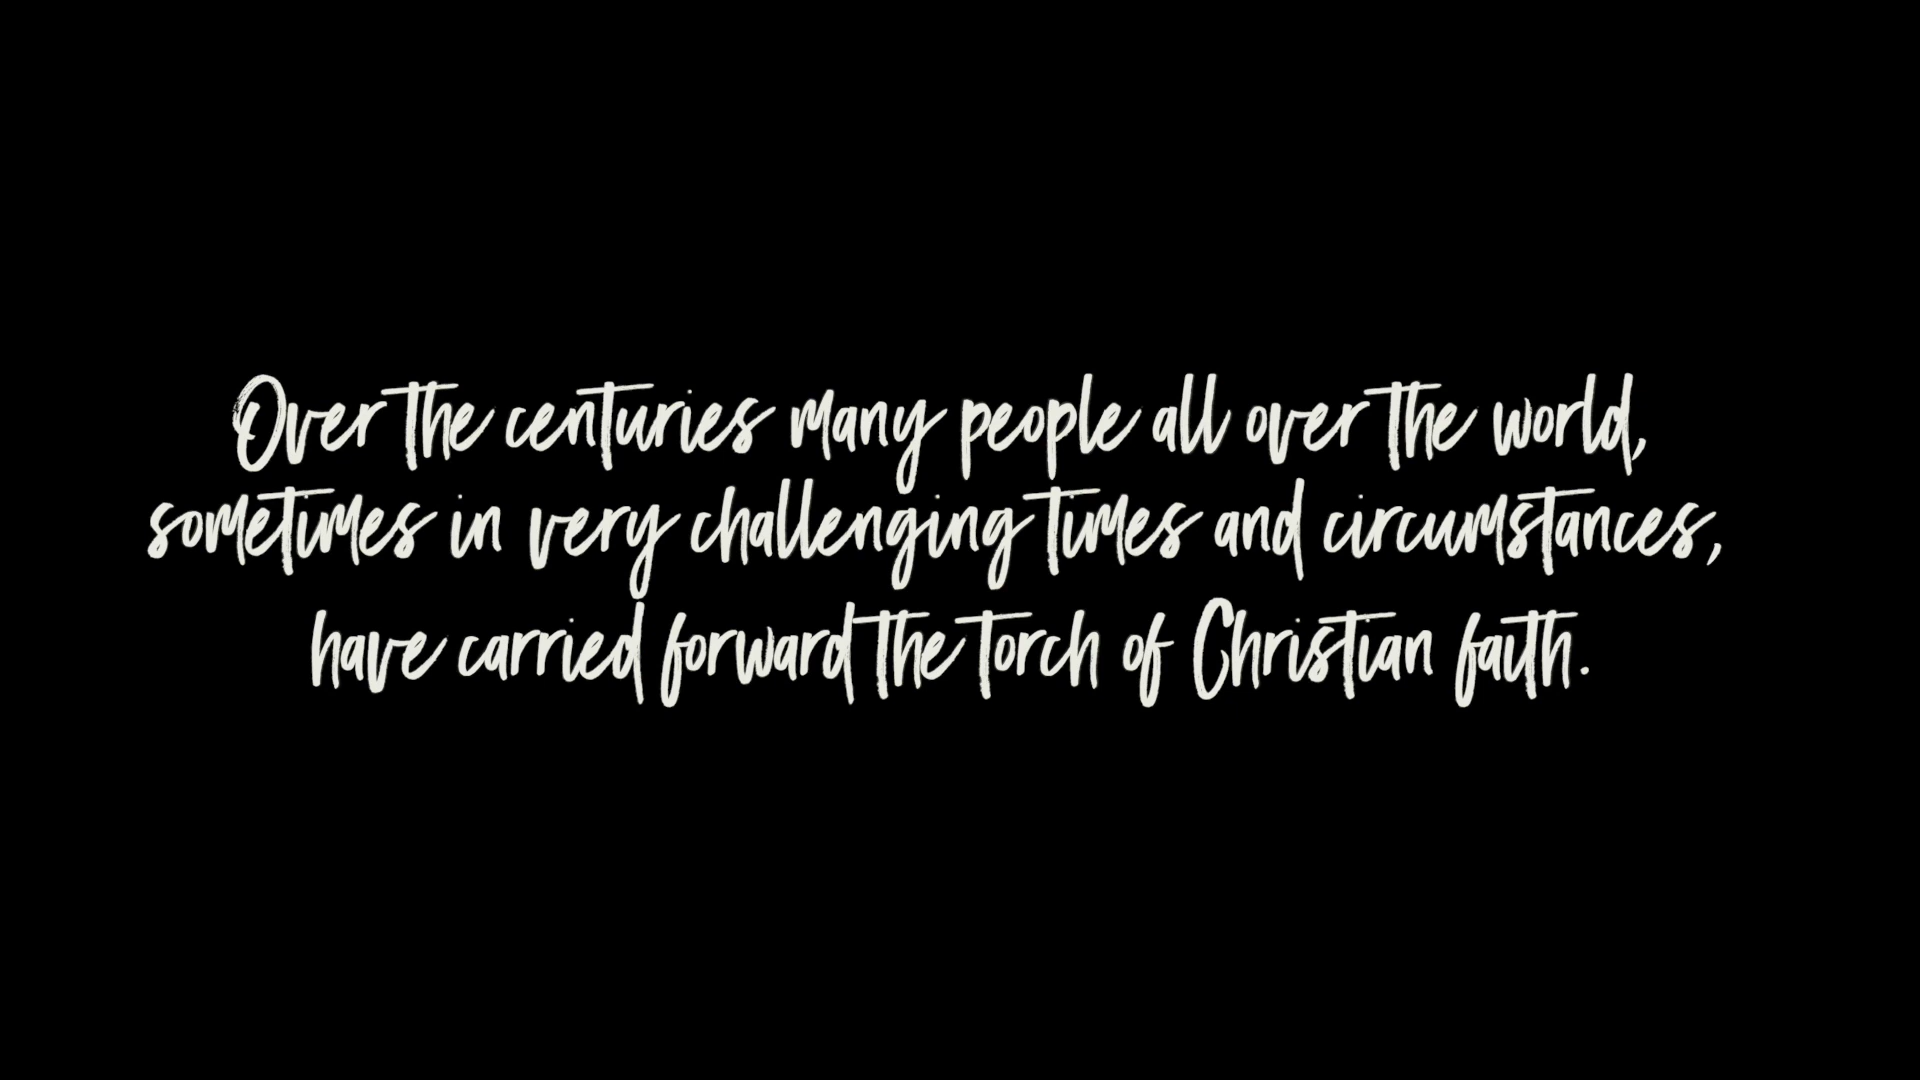 Over the centuries many people all over the world,
sometimes in very challenging times and circumstances,
have carried forward the torch of Christian faith.